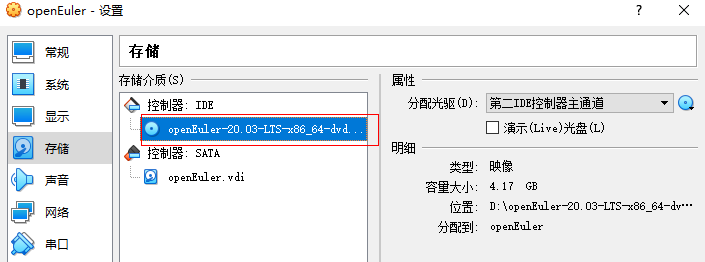 openEuler - 设置
? ×
常规
系统
显示
存储
声音
网络
串口
存储
存储介质(S)
控制器: IDE
openEuler-20.03-LTS-x86_64-dvd...
控制器: SATA
openEuler.vdi
属性
分配光驱(D): 第二IDE控制器主通道
演示(Live)光盘(L)
明细
类型: 映像
容量大小: 4.17 GB
位置: D:\openEuler-20.03-LTS-x86_64-dv…
分配到: openEuler